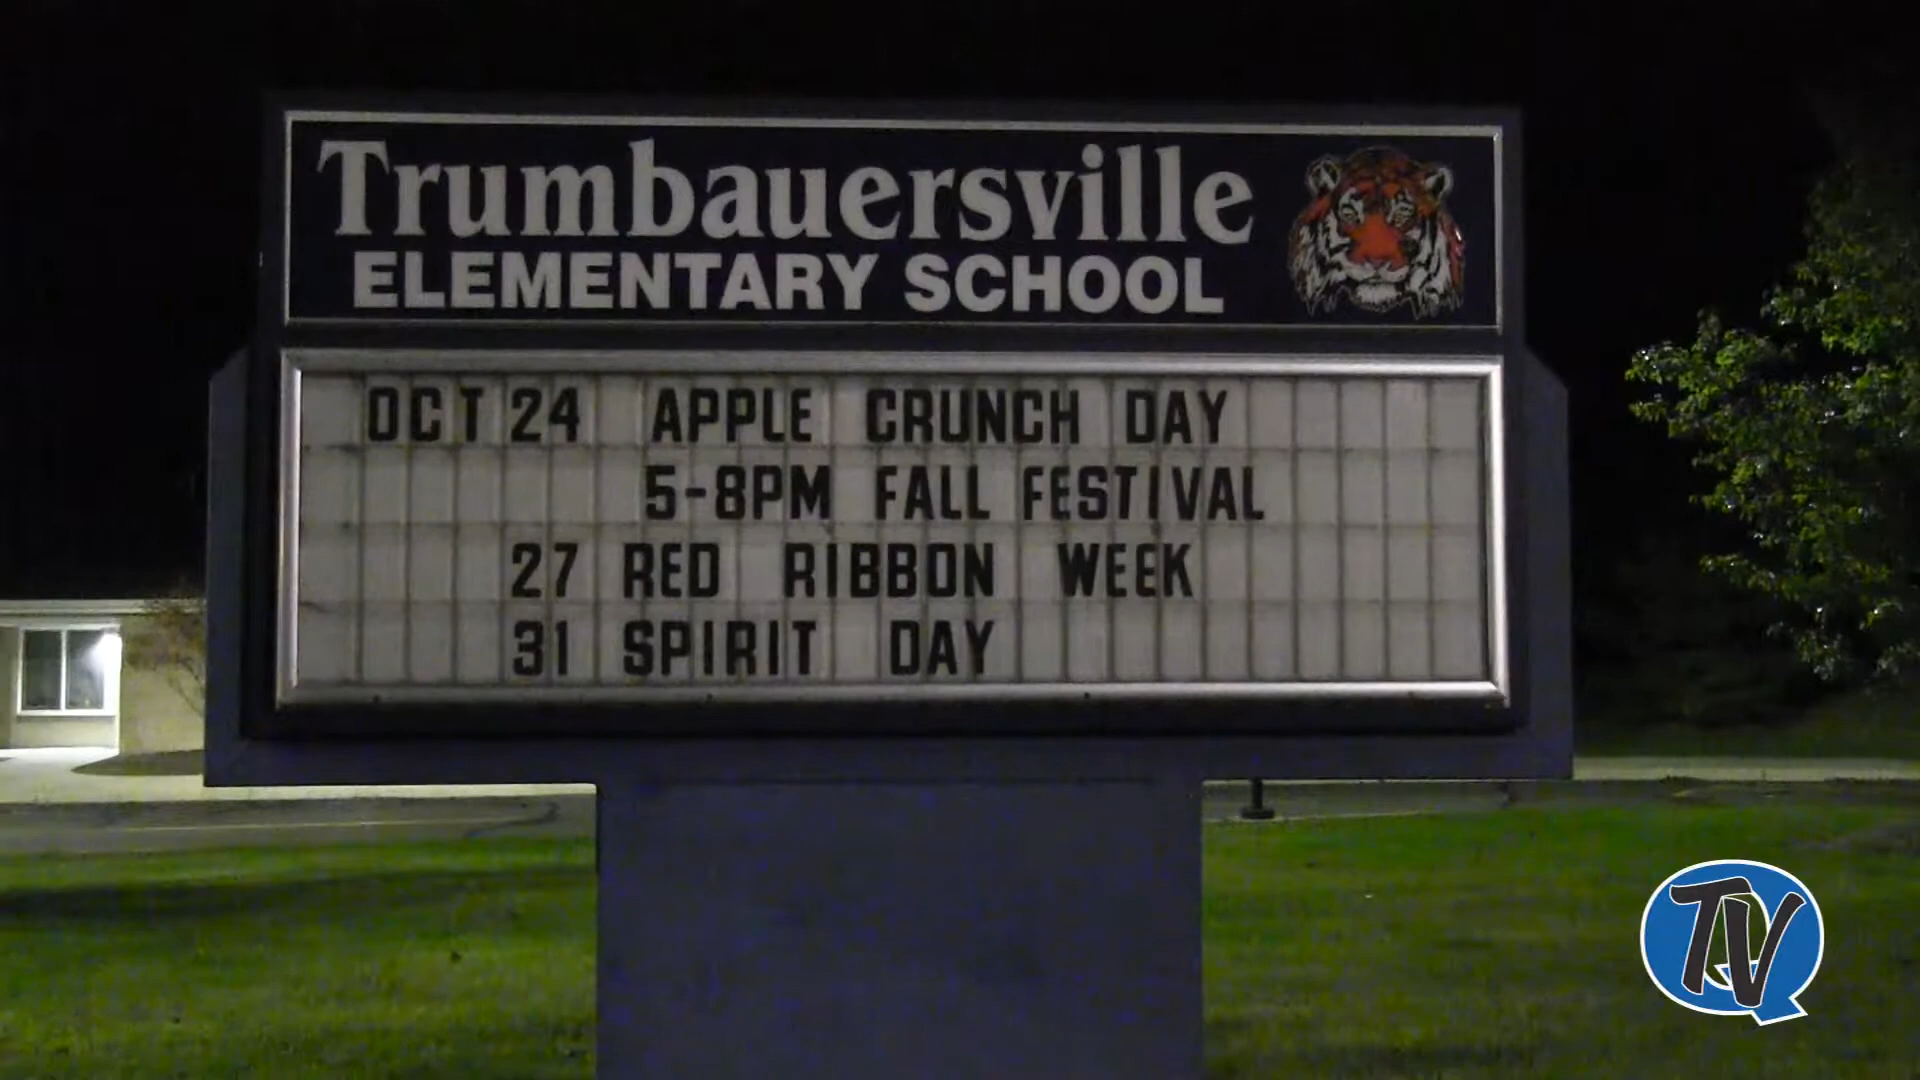 Trumbauersville
ELEMENTARY SCHOOL
OCT 24 APPLE CRUNCH DAY
5-8PM FALL FESTIVAL
27 RED RIBBON WEEK
31 SPIRIT DAY
TV